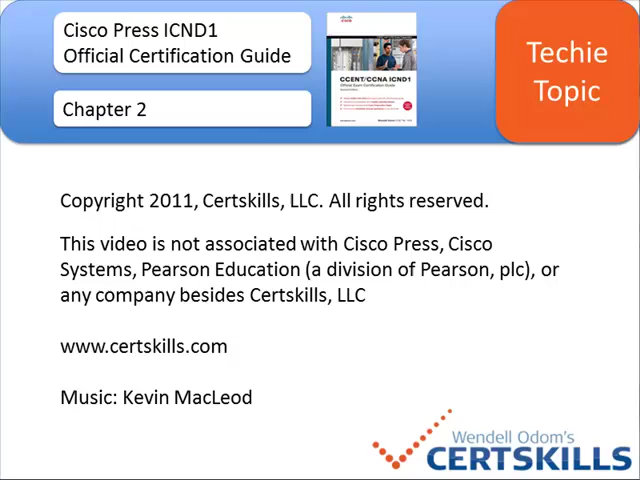 Cisco Press ICND1
Official Certification Guide
Chapter 2
CCENT/CCNA ICND1
Official Exam Certification Guide
Techie
Topic
Copyright 2011, Certskills, LLC. All rights reserved.
This video is not associated with Cisco Press, Cisco
Systems, Pearson Education (a division of Pearson, plc), or
any company besides Certskills, LLC
www.certskills.com
Music: Kevin MacLeod
Wendell Odom's
CERTSKILLS